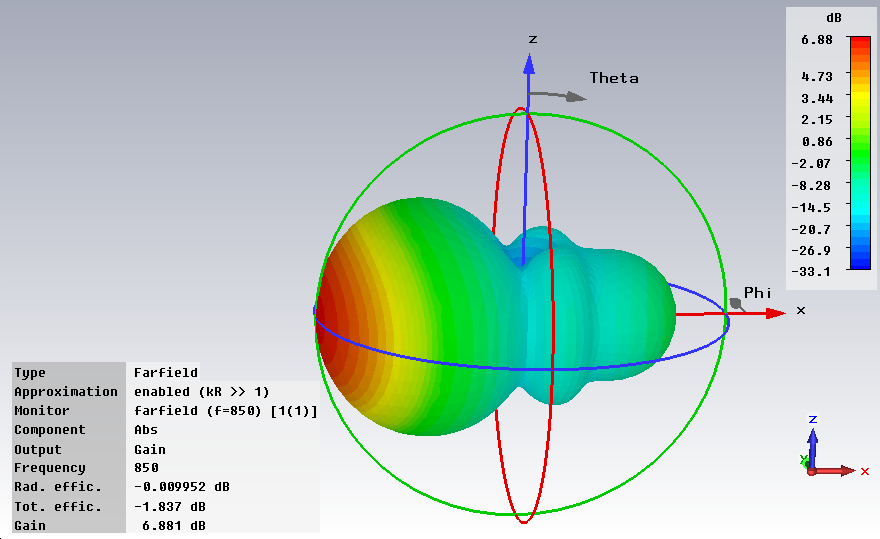 dB
6.88
4.73
3.44
2.15
0.86
-2.07
-8.28
-14.5
-20.7
-26.9
-33.1
z
Theta
Phi
x
Type Farfield
Approximation enabled (kR >> 1)
Monitor farfield (f=850) [1(1)]
Component Abs
Output Gain
Frequency 850
Rad. effic. -0.009952 dB
Tot. effic. -1.837 dB
Gain 6.881 dB
z
y
x